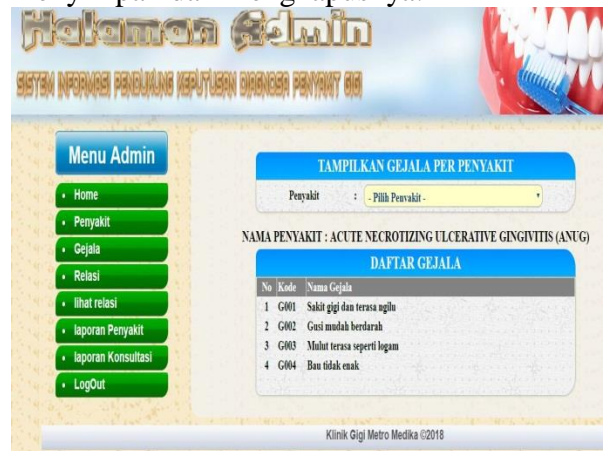 Halaman Admin
SISTEM INFORMASI PENDUKUNG KEPUTUSAN DIAGNOSA PENYAKIT GIGI
Menu Admin
Home
Penyakit
Gejala
Relasi
lihat relasi
laporan Penyakit
laporan Konsultasi
LogOut
TAMPILKAN GEJALA PER PENYAKIT
Penyakit : - Pilih Penyakit -
NAMA PENYAKIT : ACUTE NECROTIZING ULCERATIVE GINGIVITIS (ANUG)
DAFTAR GEJALA
No Kode Nama Gejala
1 G001 Sakit gigi dan terasa ngilu
2 G002 Gusi mudah berdarah
3 G003 Mulut terasa seperti logam
4 G004 Bau tidak enak
Klinik Gigi Metro Medika ©2018